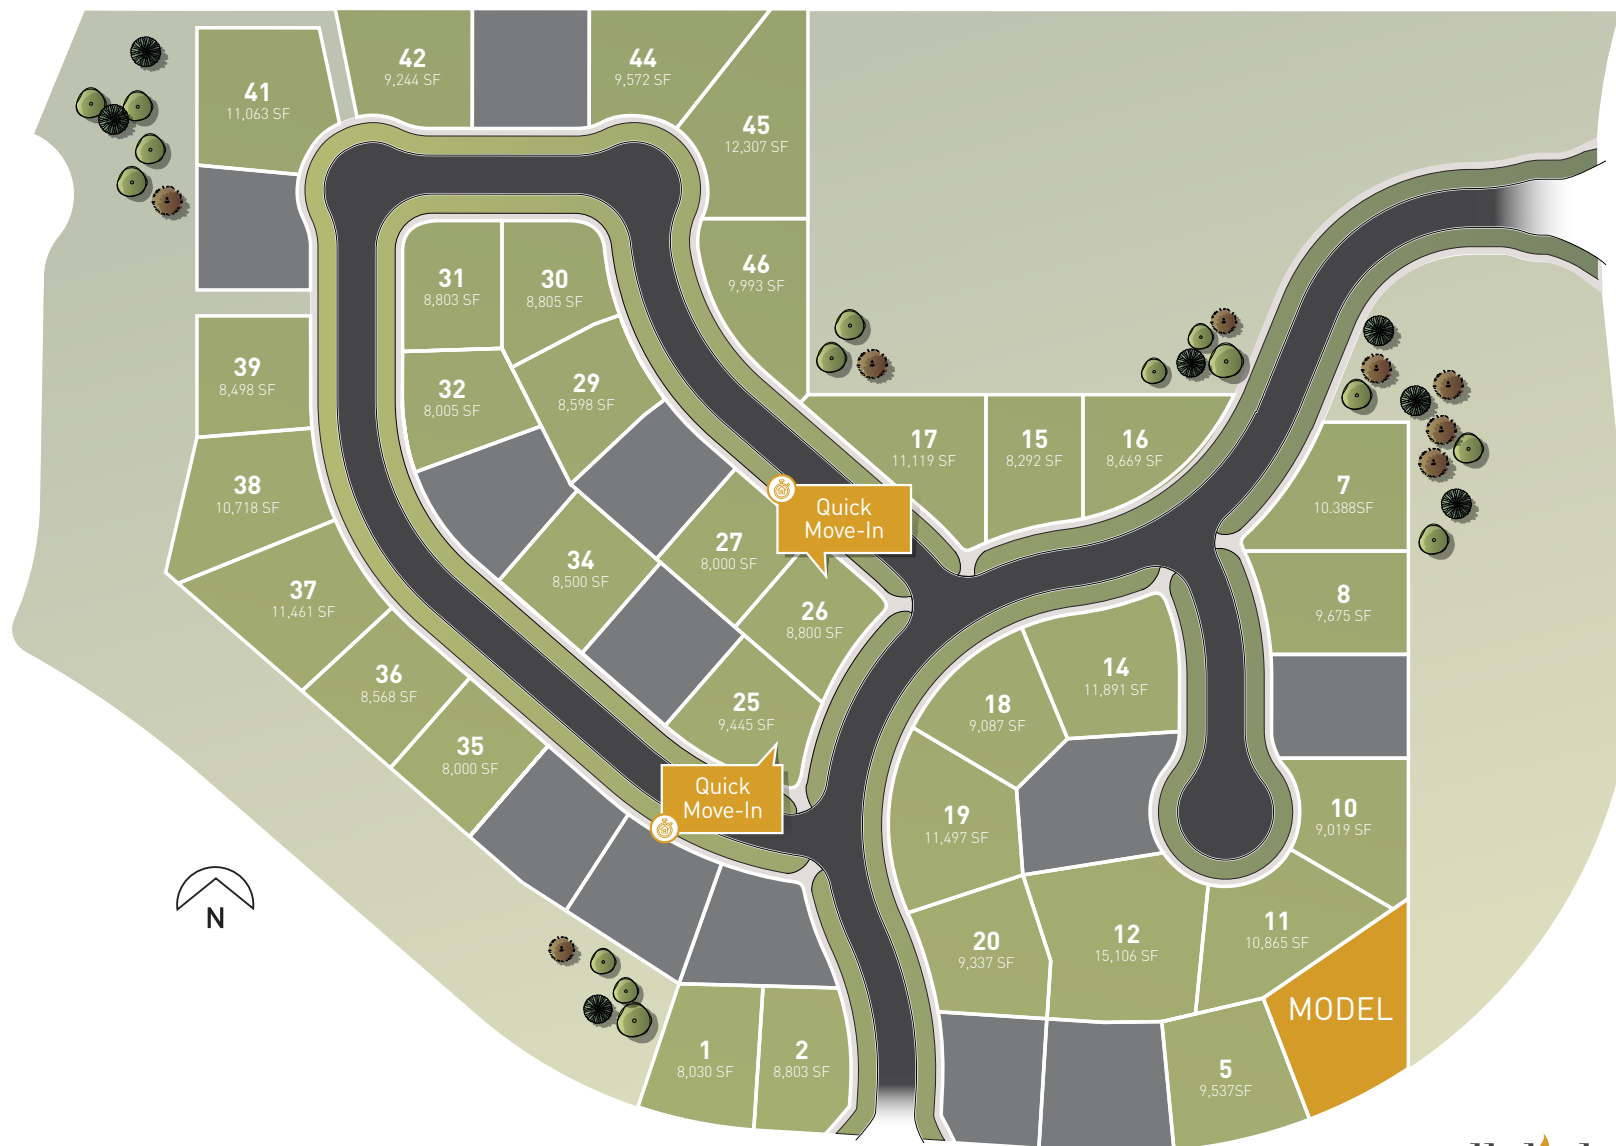 42
9,244 SF
44
9,572 SF
41
11,063 SF
45
12,307 SF
31
8,803 SF
30
8,805 SF
46
9,993 SF
39
8,498 SF
32
8,005 SF
29
8,598 SF
17
11,119 SF
15
8,292 SF
16
8,669 SF
38
10,718 SF
7
10.388SF
Quick
Move-In
27
8,000 SF
34
8,500 SF
37
11,461 SF
26
8,800 SF
8
9,675 SF
36
8,568 SF
14
11,891 SF
18
9,087 SF
25
9,445 SF
35
8,000 SF
Quick
Move-In
19
11,497 SF
10
9,019 SF
N
20
9,337 SF
12
15,106 SF
11
10,865 SF
MODEL
1
8,030 SF
2
8,803 SF
5
9,537SF